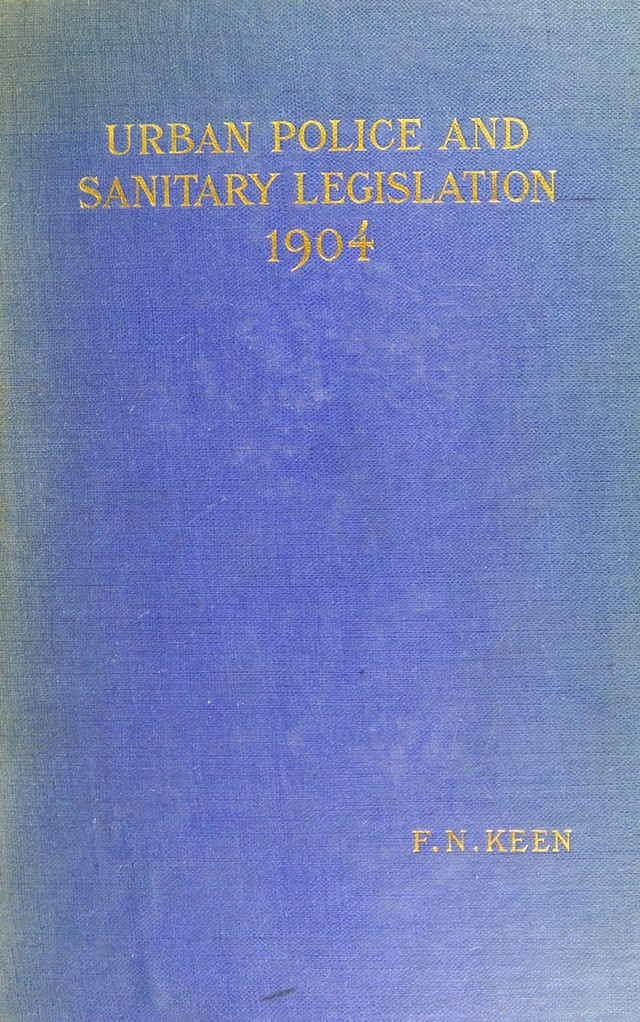 URBAN POLICE AND
SANITARY LEGISLATION
1904
F. N. KEEN